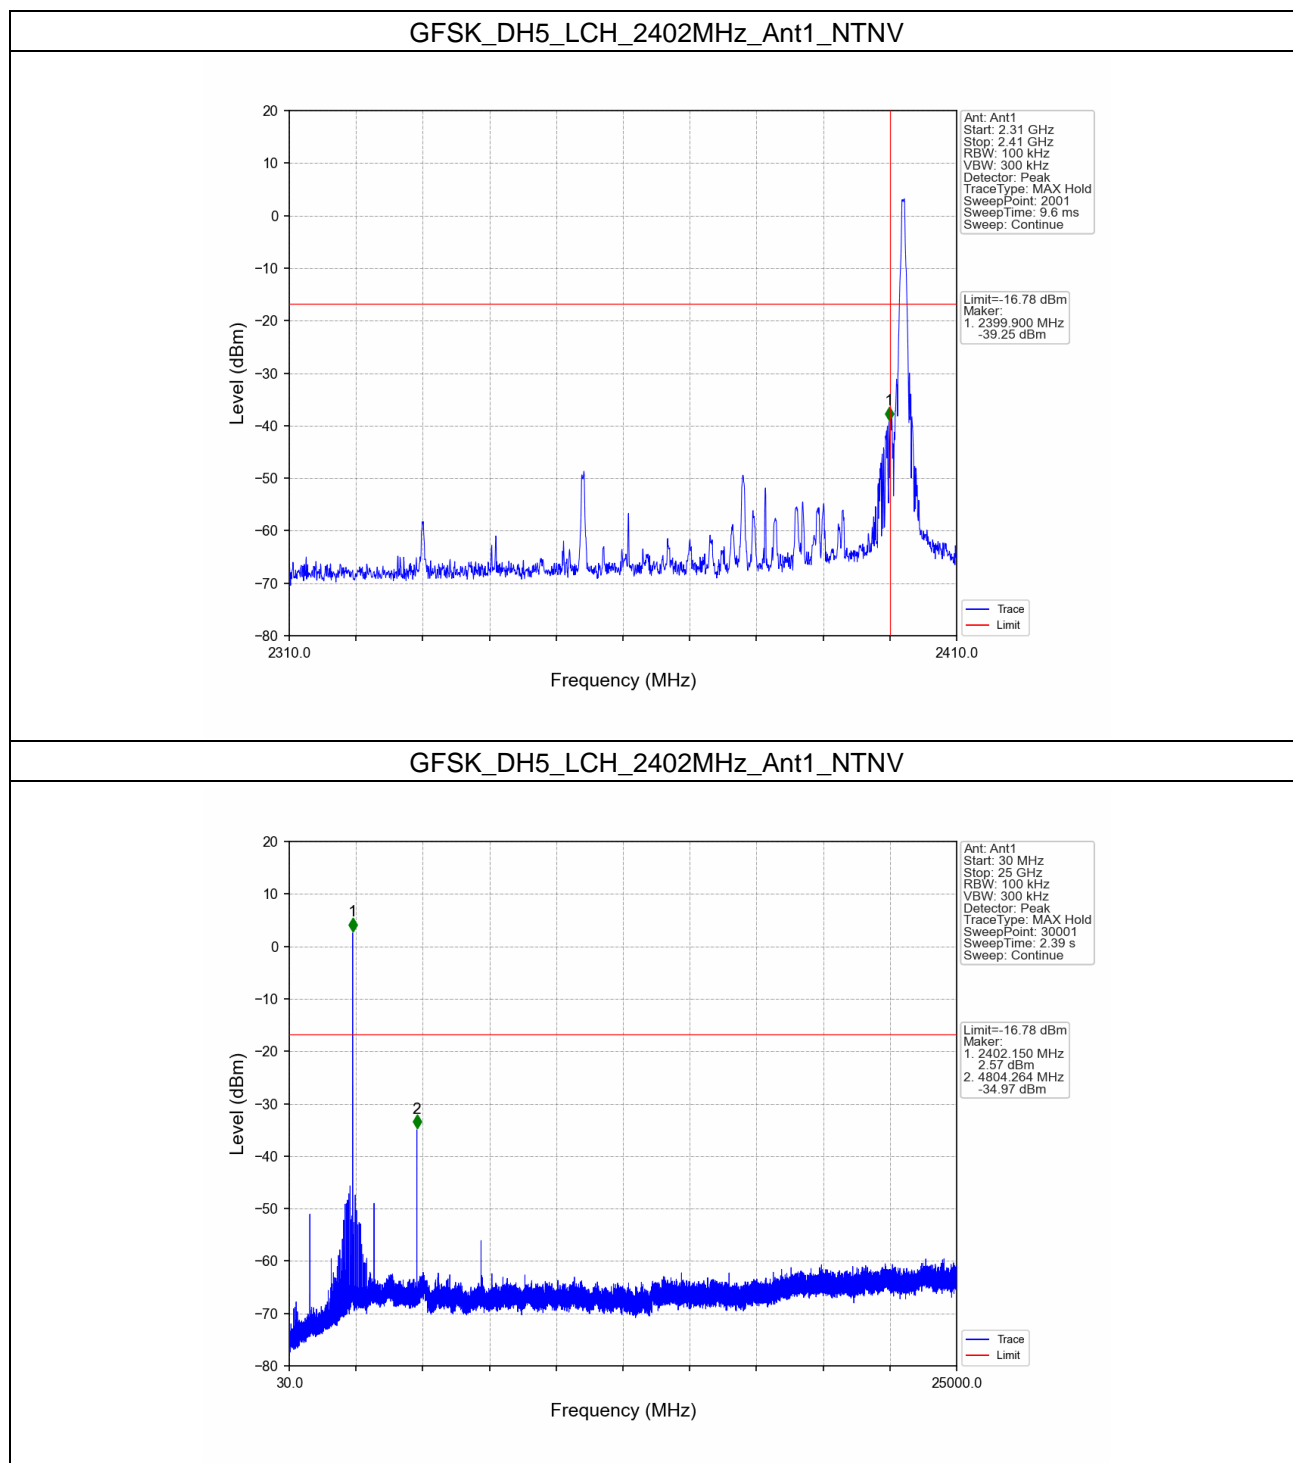 GFSK_DH5_LCH_2402MHz_Ant1_NTNV
20
10
0
−10
−20
−30
−40
−50
−60
−70
−80
Level (dBm)
2310.0
2410.0
Frequency (MHz)
1
Ant: Ant1
Start: 2.31 GHz
Stop: 2.41 GHz
RBW: 100 kHz
VBW: 300 kHz
Detector: Peak
TraceType: MAX Hold
SweepPoint: 2001
SweepTime: 9.6 ms
Sweep: Continue
Limit=-16.78 dBm
Maker:
1. 2399.900 MHz
-39.25 dBm
Trace
Limit
GFSK_DH5_LCH_2402MHz_Ant1_NTNV
20
10
0
−10
−20
−30
−40
−50
−60
−70
−80
Level (dBm)
30.0
25000.0
Frequency (MHz)
1
2
Ant: Ant1
Start: 30 MHz
Stop: 25 GHz
RBW: 100 kHz
VBW: 300 kHz
Detector: Peak
TraceType: MAX Hold
SweepPoint: 30001
SweepTime: 2.39 s
Sweep: Continue
Limit=-16.78 dBm
Maker:
1. 2402.150 MHz
2.57 dBm
2. 4804.264 MHz
-34.97 dBm
Trace
Limit